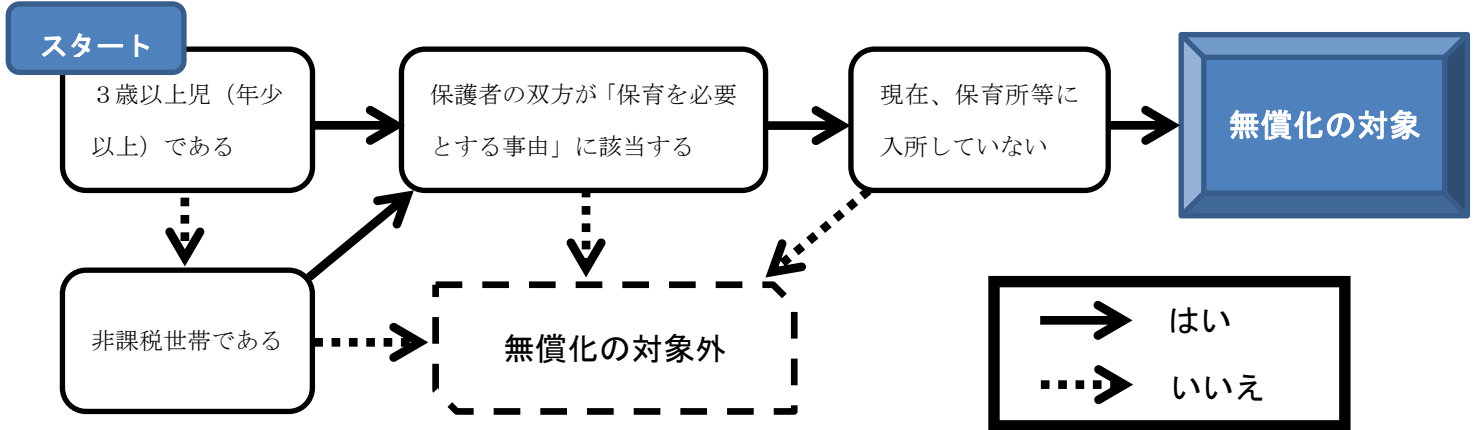 スタート
３歳以上児（年少
以上）である
保護者の双方が「保育を必要
とする事由」に該当する
現在、保育所等に
入所していない
無償化の対象
非課税世帯である
無償化の対象外
はい
いいえ